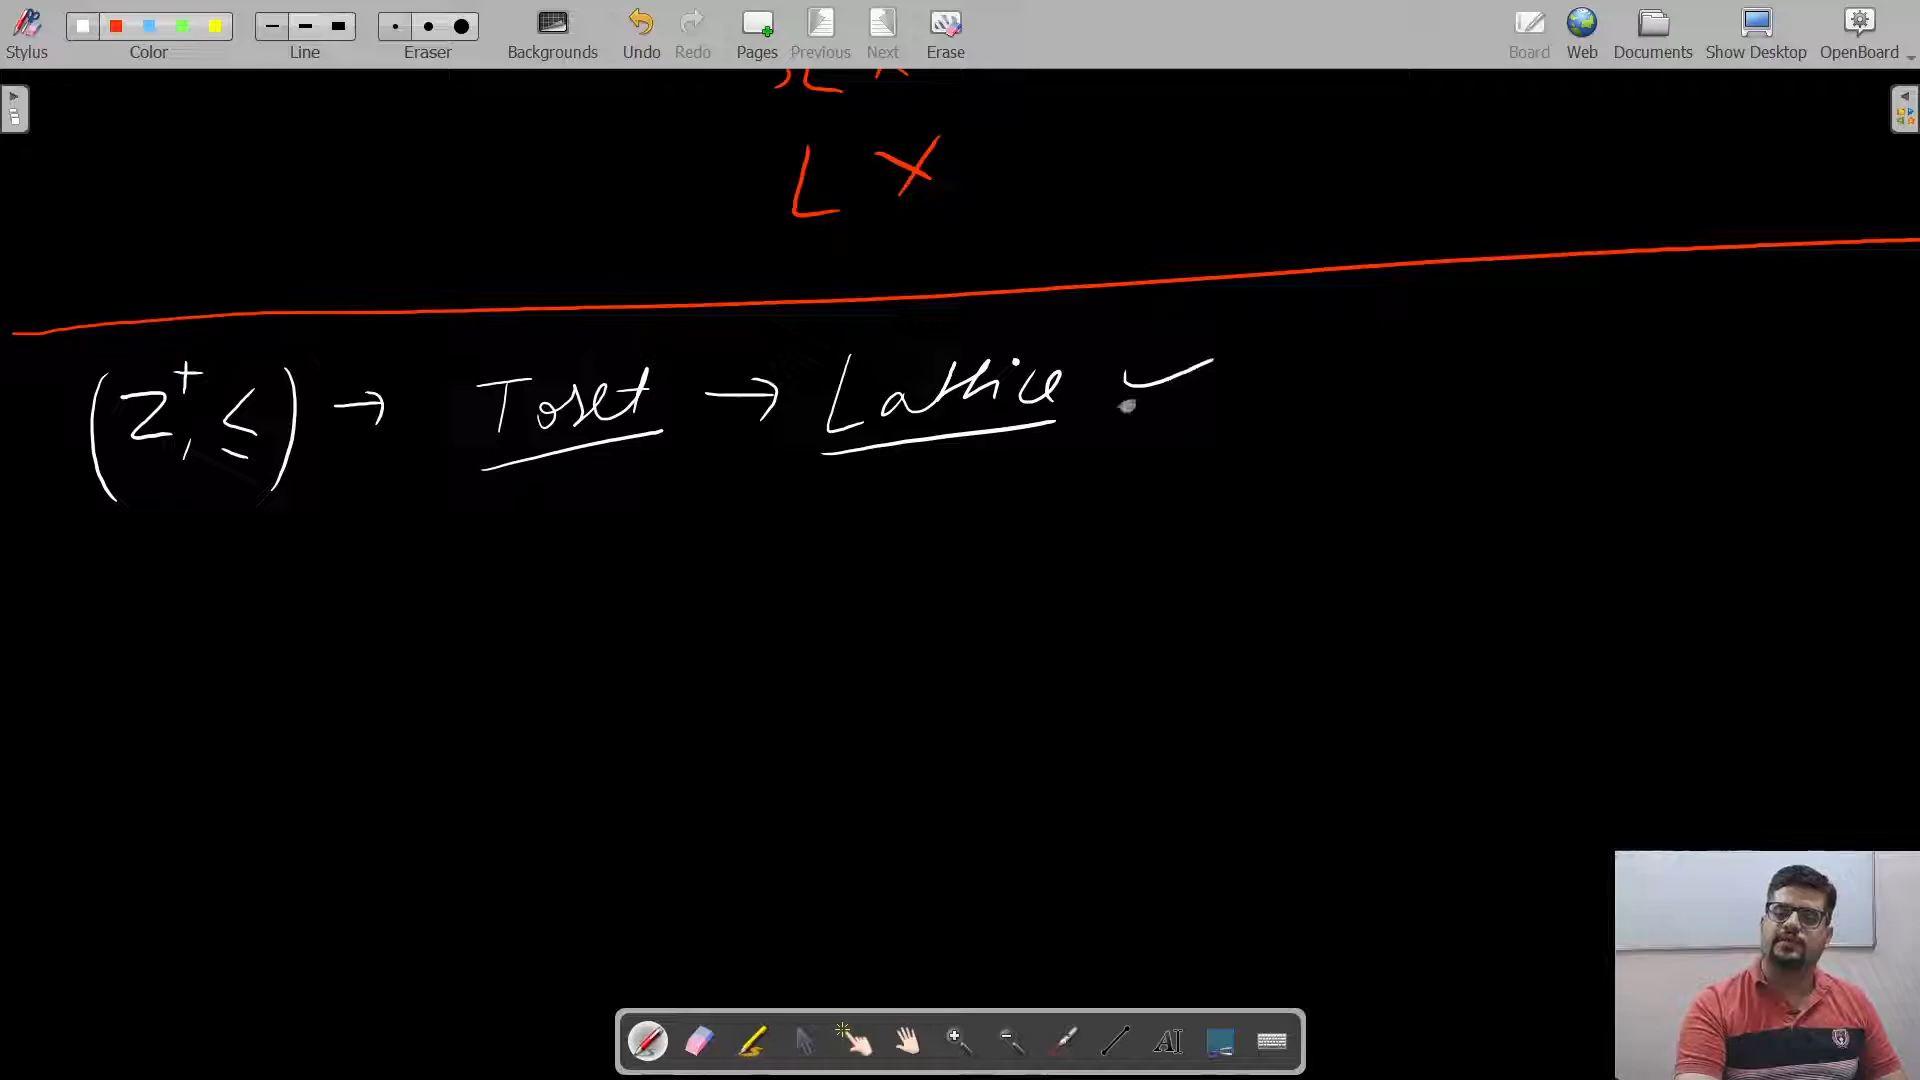 Stylus Color Line Eraser Backgrounds Undo Redo Pages Previous Next Erase Board Web Documents Show Desktop OpenBoard
L ×
(Z⁺, ≤) → Toset → Lattice ✓